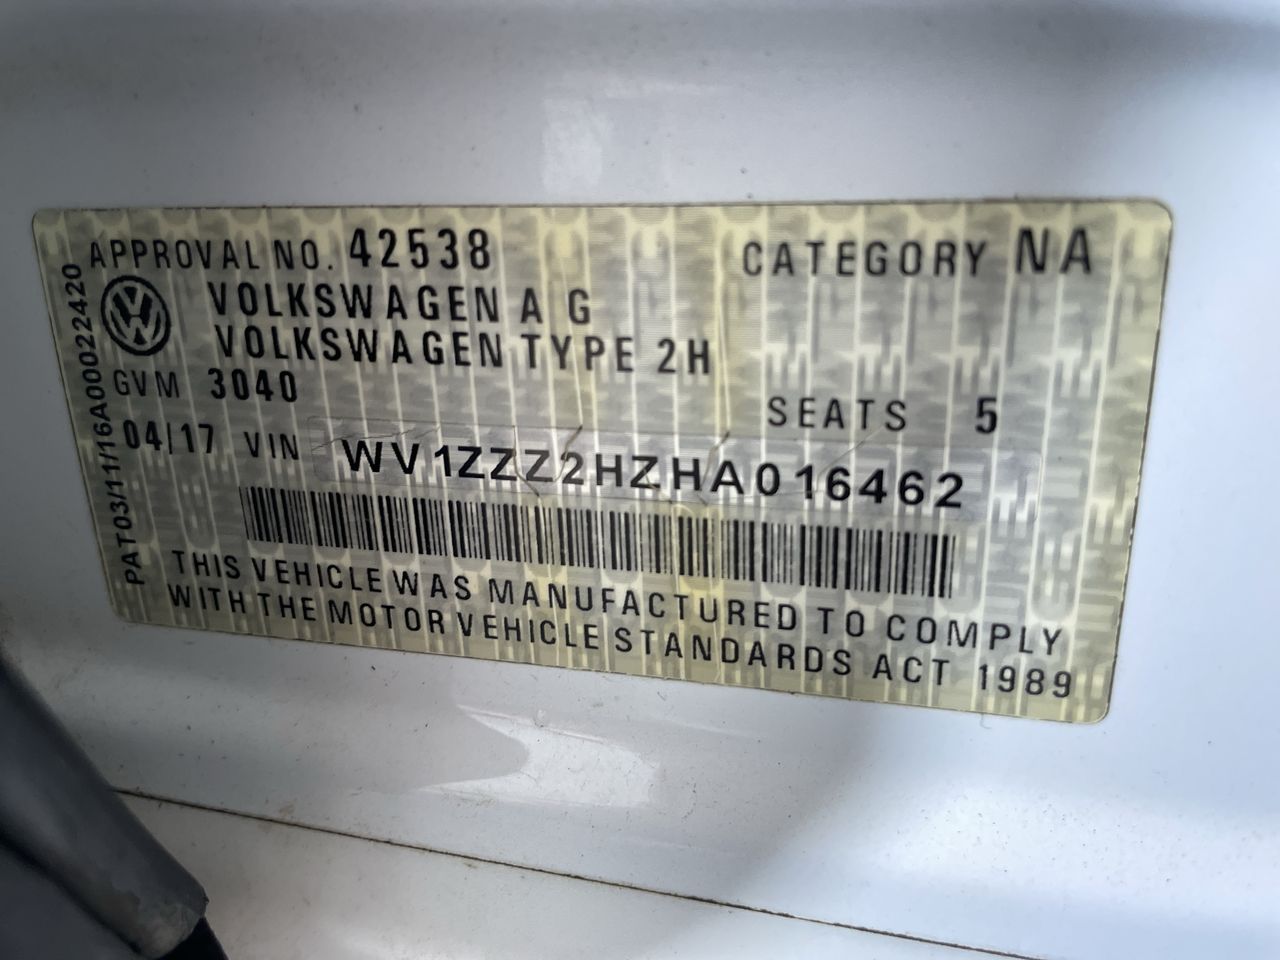 APPROVAL NO. 42538 CATEGORY NA
VOLKSWAGEN A G
VOLKSWAGEN TYPE 2H
GVM 3040
SEATS 5
04/17 VIN WV1ZZZ2HZHA016462
THIS VEHICLE WAS MANUFACTURED TO COMPLY
WITH THE MOTOR VEHICLE STANDARDS ACT 1989
PAT03/11/16A00022420